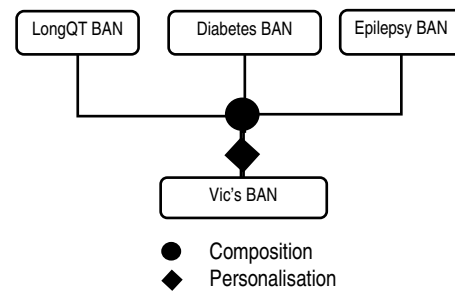 LongQT BAN
Diabetes BAN
Epilepsy BAN
Vic's BAN
Composition
Personalisation